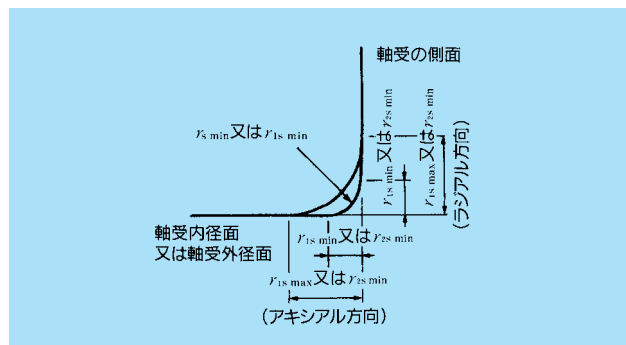 軸受の側面
rs min又はr1s min
r1s min又はr2s min
r1s max又はr2s min
(ラジアル方向)
軸受内径面
又は軸受外径面
r1s min又はr2s min
r1s max又はr2s min
(アキシアル方向)